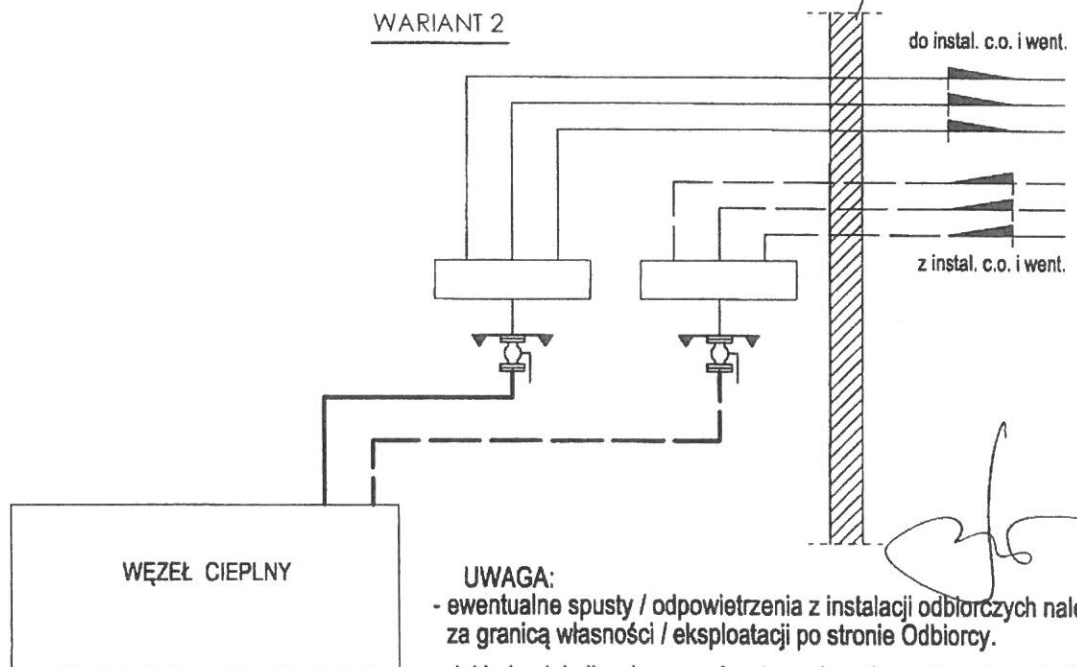 WARIANT 2
do instal. c.o. i went.
z instal. c.o. i went.
WĘZEŁ CIEPLNY
UWAGA:
- ewentualne spusty / odpowietrzenia z instalacji odbiorczych
za granicą własności / eksploatacji po stronie Odbiorcy.